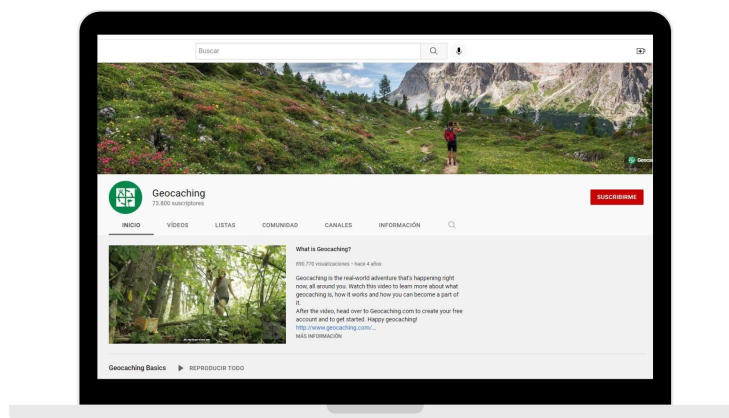 Buscar
Geoca
Geocaching
73.800 suscriptores
SUSCRIBIRME
INICIO VÍDEOS LISTAS COMUNIDAD CANALES INFORMACIÓN
What is Geocaching?
890.770 visualizaciones • hace 4 años
Geocaching is the real-world adventure that's happening right
now, all around you. Watch this video to learn more about what
geocaching is, how it works and how you can become a part of
it.
After the video, head over to Geocaching.com to create your free
account and to get started. Happy geocaching!
http://www.geocaching.com/...
MÁS INFORMACIÓN
Geocaching Basics REPRODUCIR TODO